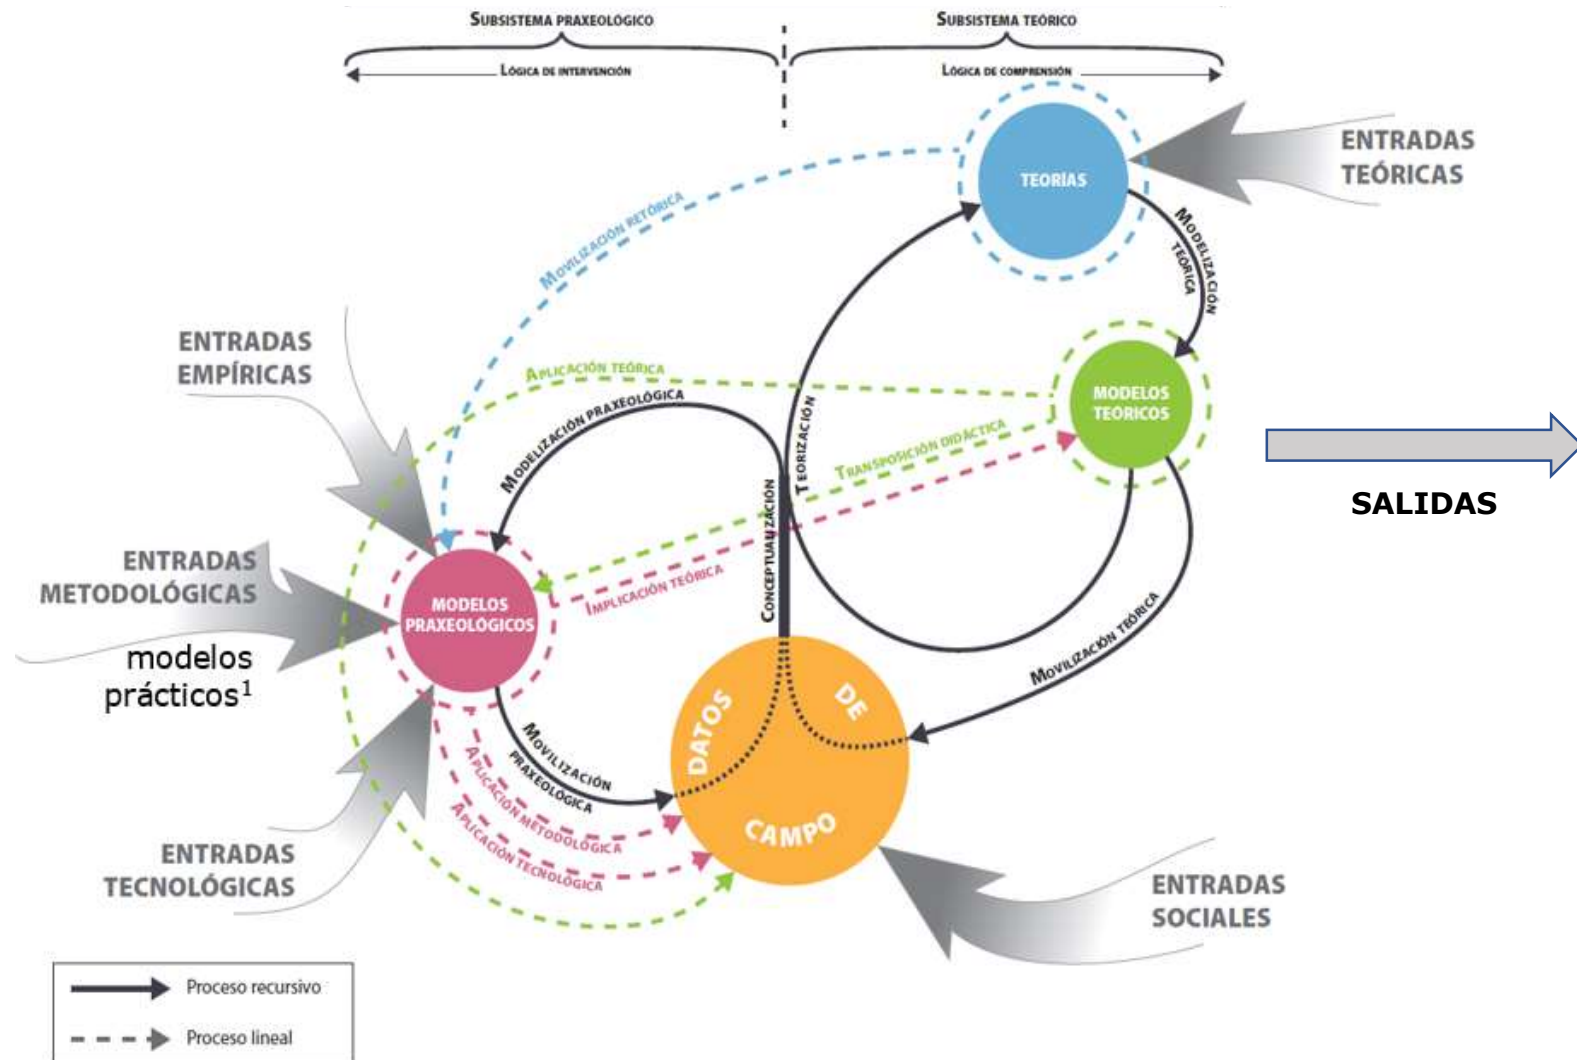 SUBSISTEMA PRAXEOLÓGICO
SUBSISTEMA TEÓRICO
LÓGICA DE INTERVENCIÓN
LÓGICA DE COMPRENSIÓN
TEORÍAS
ENTRADAS
TEÓRICAS
MOVILIZACIÓN RETÓRICA
MODELIZACIÓN
TEÓRICA
ENTRADAS
EMPÍRICAS
APLICACIÓN TEÓRICA
MODELIZACIÓN PRAXEOLÓGICA
TEORIZACIÓN
MODELOS
TEÓRICOS
TRANSPOSICIÓN DIDÁCTICA
SALIDAS
CONCEPTUALIZACIÓN
IMPLICACIÓN TEÓRICA
ENTRADAS
METODOLÓGICAS
modelos
prácticos¹
MODELOS
PRAXEOLÓGICOS
MOVILIZACIÓN TEÓRICA
DATOS
DE
CAMPO
MOVILIZACIÓN
PRAXEOLÓGICA
APLICACIÓN METODOLÓGICA
APLICACIÓN TECNOLÓGICA
ENTRADAS
TECNOLÓGICAS
ENTRADAS
SOCIALES
Proceso recursivo
Proceso lineal